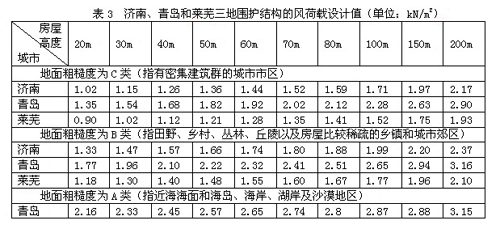 表 3 济南、青岛和莱芜三地围护结构的风荷载设计值（单位：kN/㎡）
房屋高度 城市 20m 30m 40m 50m 60m 70m 80m 100m 150m 200m
地面粗糙度为 C 类（指有密集建筑群的城市市区）
济南 1.02 1.15 1.26 1.36 1.44 1.52 1.59 1.71 1.97 2.17
青岛 1.35 1.54 1.68 1.82 1.92 2.02 2.12 2.28 2.63 2.90
莱芜 0.90 1.02 1.12 1.21 1.28 1.35 1.41 1.52 1.75 1.93
地面粗糙度为 B 类（指田野、乡村、丛林、丘陵以及房屋比较稀疏的乡镇和城市郊区）
济南 1.33 1.47 1.57 1.66 1.74 1.80 1.88 1.99 2.20 2.37
青岛 1.77 1.96 2.10 2.22 2.32 2.41 2.51 2.65 2.94 3.16
莱芜 1.18 1.30 1.40 1.48 1.55 1.60 1.67 1.77 1.96 2.10
地面粗糙度为 A 类（指近海海面和海岛、海岸、湖岸及沙漠地区）
青岛 2.16 2.33 2.45 2.57 2.65 2.74 2.8 2.87 2.88 3.15